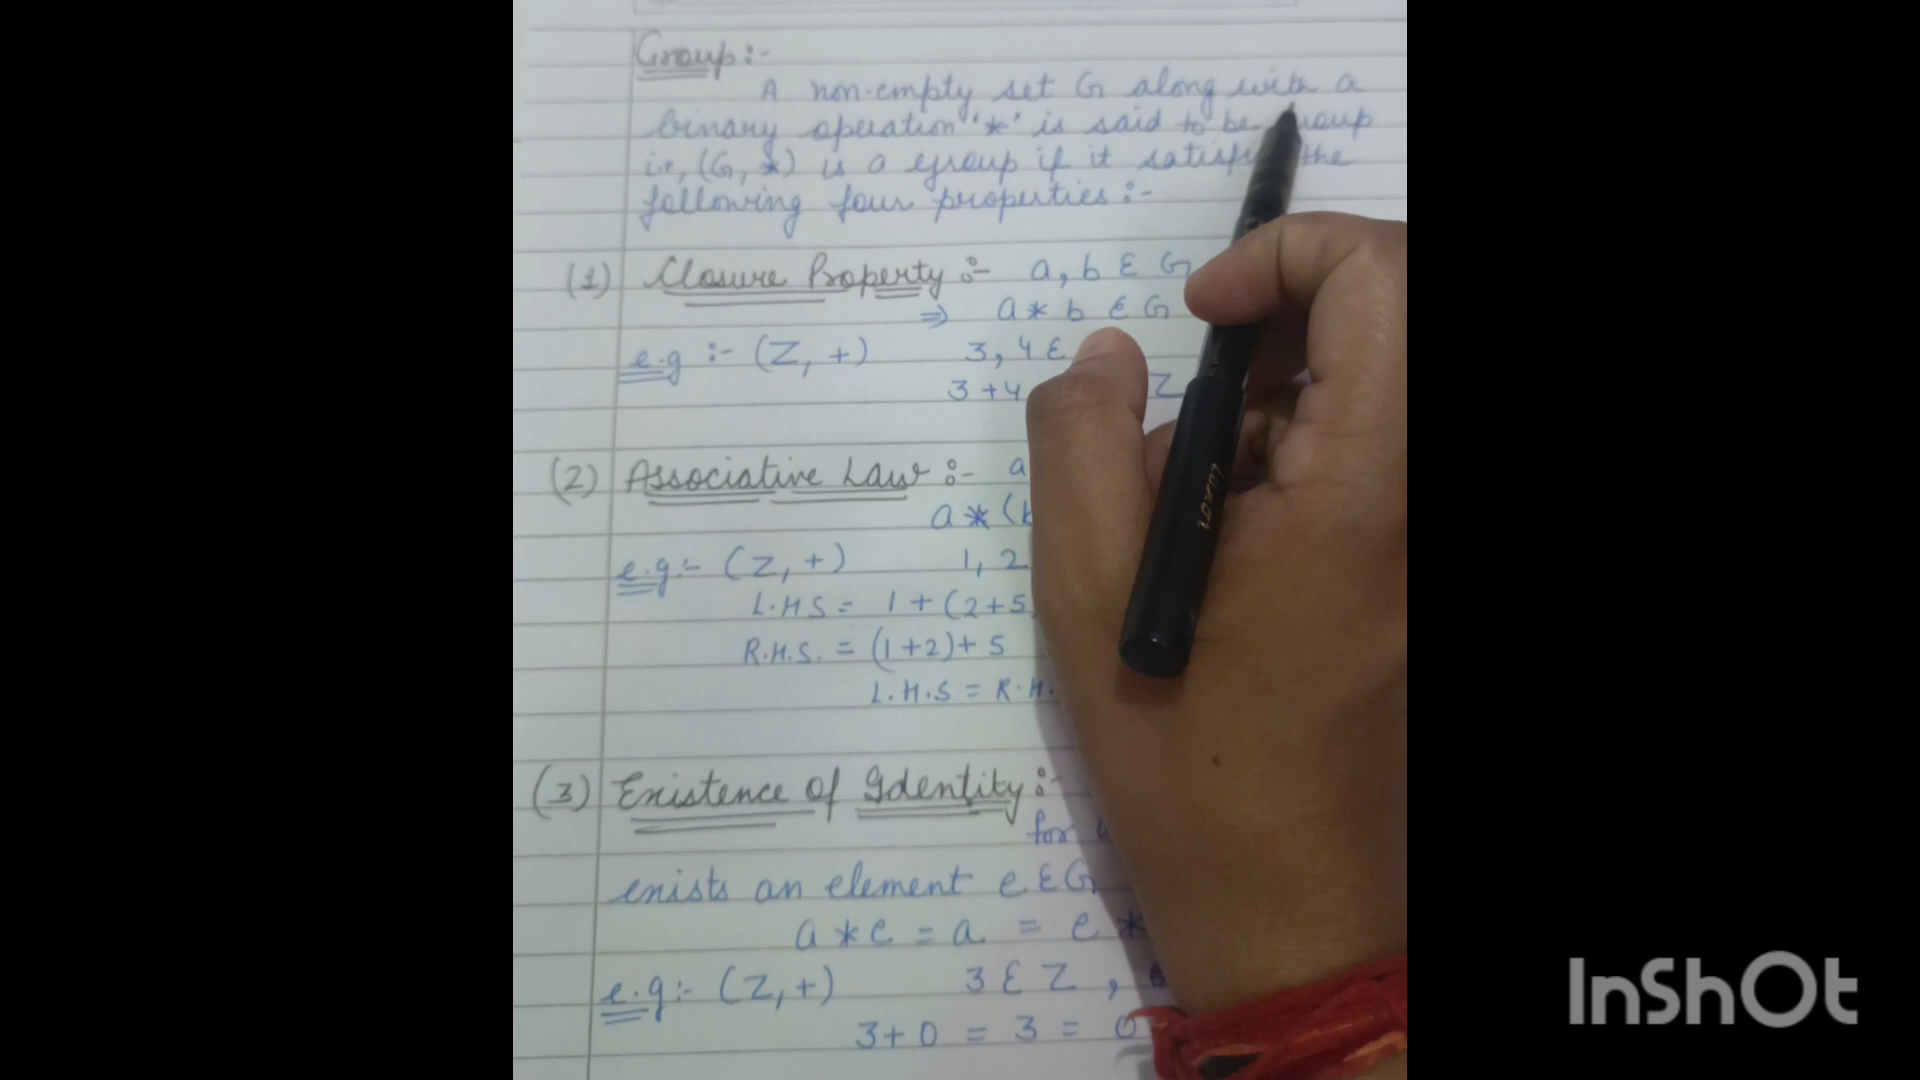 Group :-
A non-empty set G along with a
binary operation '*' is said to be group
i.e, (G, *) is a group if it the
following four properties :-
(1) Closure Property :- a, b ∈ G
⇒ a * b ∈ G
e.g :- (Z, +) 3, 4 ∈
3 + 4 Z
(2) Associative Law :- a
a * (b
e.g :- (Z, +) 1, 2
L.H.S = 1 + (2+5)
R.H.S. = (1+2)+ 5
L.H.S = R.H.
(3) Existence of Identity :-
for
exists an element e ∈ G
a * e = a = e *
e.g :- (Z, +) 3 ∈ Z ,
3+ 0 = 3 = 0
LUXOR
InShOt